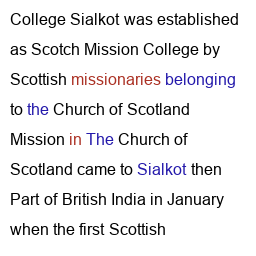 College Sialkot was established
as Scotch Mission College by
Scottish missionaries belonging
to the Church of Scotland
Mission in The Church of
Scotland came to Sialkot then
Part of British India in January
when the first Scottish